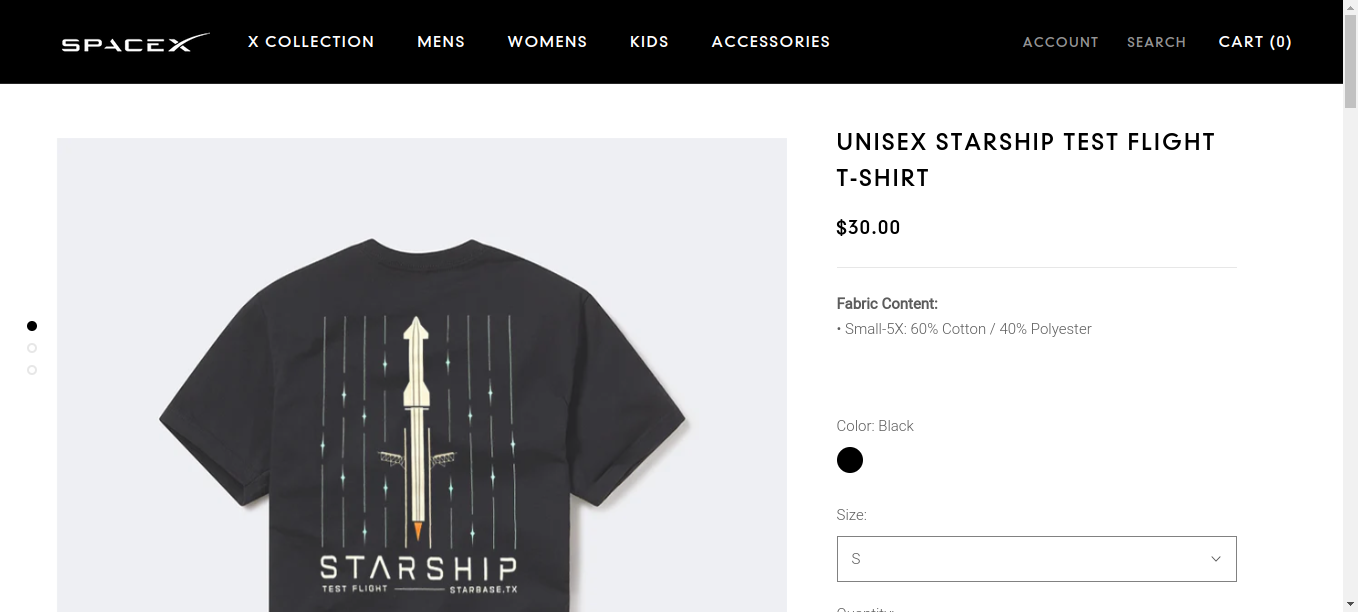 SPACEX
X COLLECTION
MENS
WOMENS
KIDS
ACCESSORIES
ACCOUNT
SEARCH
CART (0)
STARSHIP
TEST FLIGHT
STARBASE, TX
UNISEX STARSHIP TEST FLIGHT
T-SHIRT
$30.00
Fabric Content:
• Small-5X: 60% Cotton / 40% Polyester
Color: Black
Size:
S
Quantity: